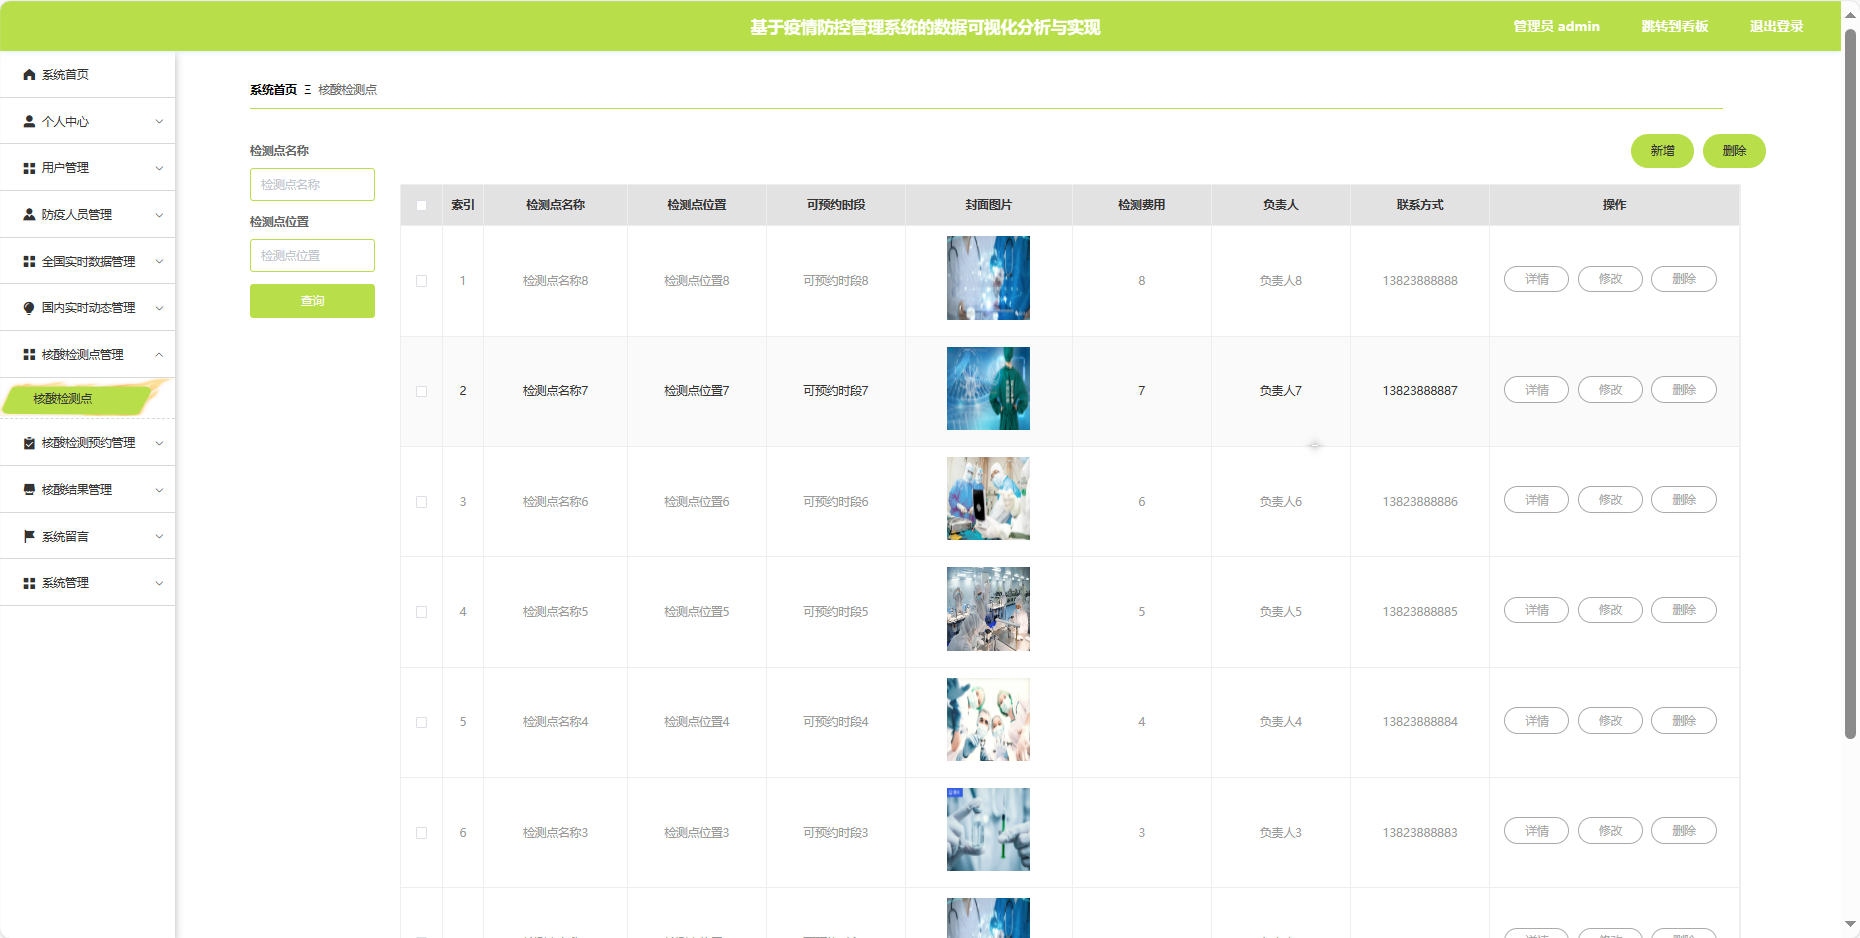 基于疫情防控管理系统的数据可视化分析与实现
管理员 admin 跳转到看板 退出登录
系统首页
个人中心
用户管理
防疫人员管理
全国实时数据管理
国内实时动态管理
核酸检测点管理
核酸检测点
核酸检测预约管理
核酸结果管理
系统留言
系统管理
系统首页 Ξ 核酸检测点
检测点名称
检测点名称
检测点位置
检测点位置
查询
新增 删除
索引 检测点名称 检测点位置 可预约时段 封面图片 检测费用 负责人 联系方式 操作
1 检测点名称8 检测点位置8 可预约时段8 8 负责人8 13823888888 详情 修改 删除
2 检测点名称7 检测点位置7 可预约时段7 7 负责人7 13823888887 详情 修改 删除
3 检测点名称6 检测点位置6 可预约时段6 6 负责人6 13823888886 详情 修改 删除
4 检测点名称5 检测点位置5 可预约时段5 5 负责人5 13823888885 详情 修改 删除
5 检测点名称4 检测点位置4 可预约时段4 4 负责人4 13823888884 详情 修改 删除
6 检测点名称3 检测点位置3 可预约时段3 3 负责人3 13823888883 详情 修改 删除